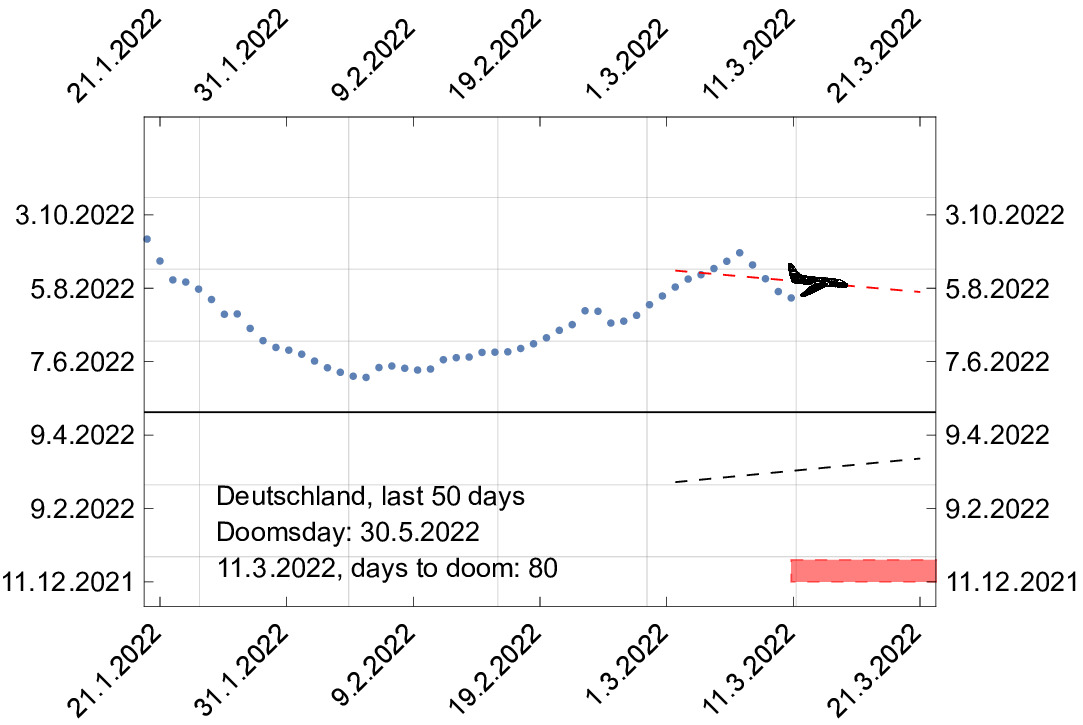 21.1.2022 31.1.2022 9.2.2022 19.2.2022 1.3.2022 11.3.2022 21.3.2022
3.10.2022 3.10.2022
5.8.2022 5.8.2022
7.6.2022 7.6.2022
9.4.2022 9.4.2022
Deutschland, last 50 days
9.2.2022 9.2.2022
Doomsday: 30.5.2022
11.3.2022, days to doom: 80
11.12.2021 11.12.2021
21.1.2022 31.1.2022 9.2.2022 19.2.2022 1.3.2022 11.3.2022 21.3.2022